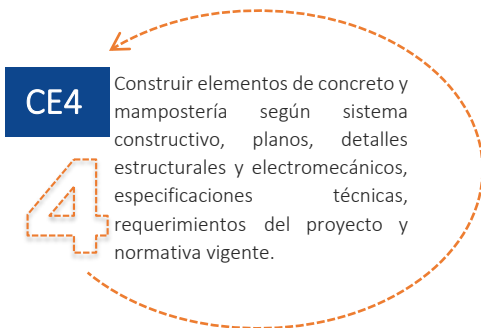 CE4
4
Construir elementos de concreto y
mampostería según sistema
constructivo, planos, detalles
estructurales y electromecánicos,
especificaciones técnicas,
requerimientos del proyecto y
normativa vigente.